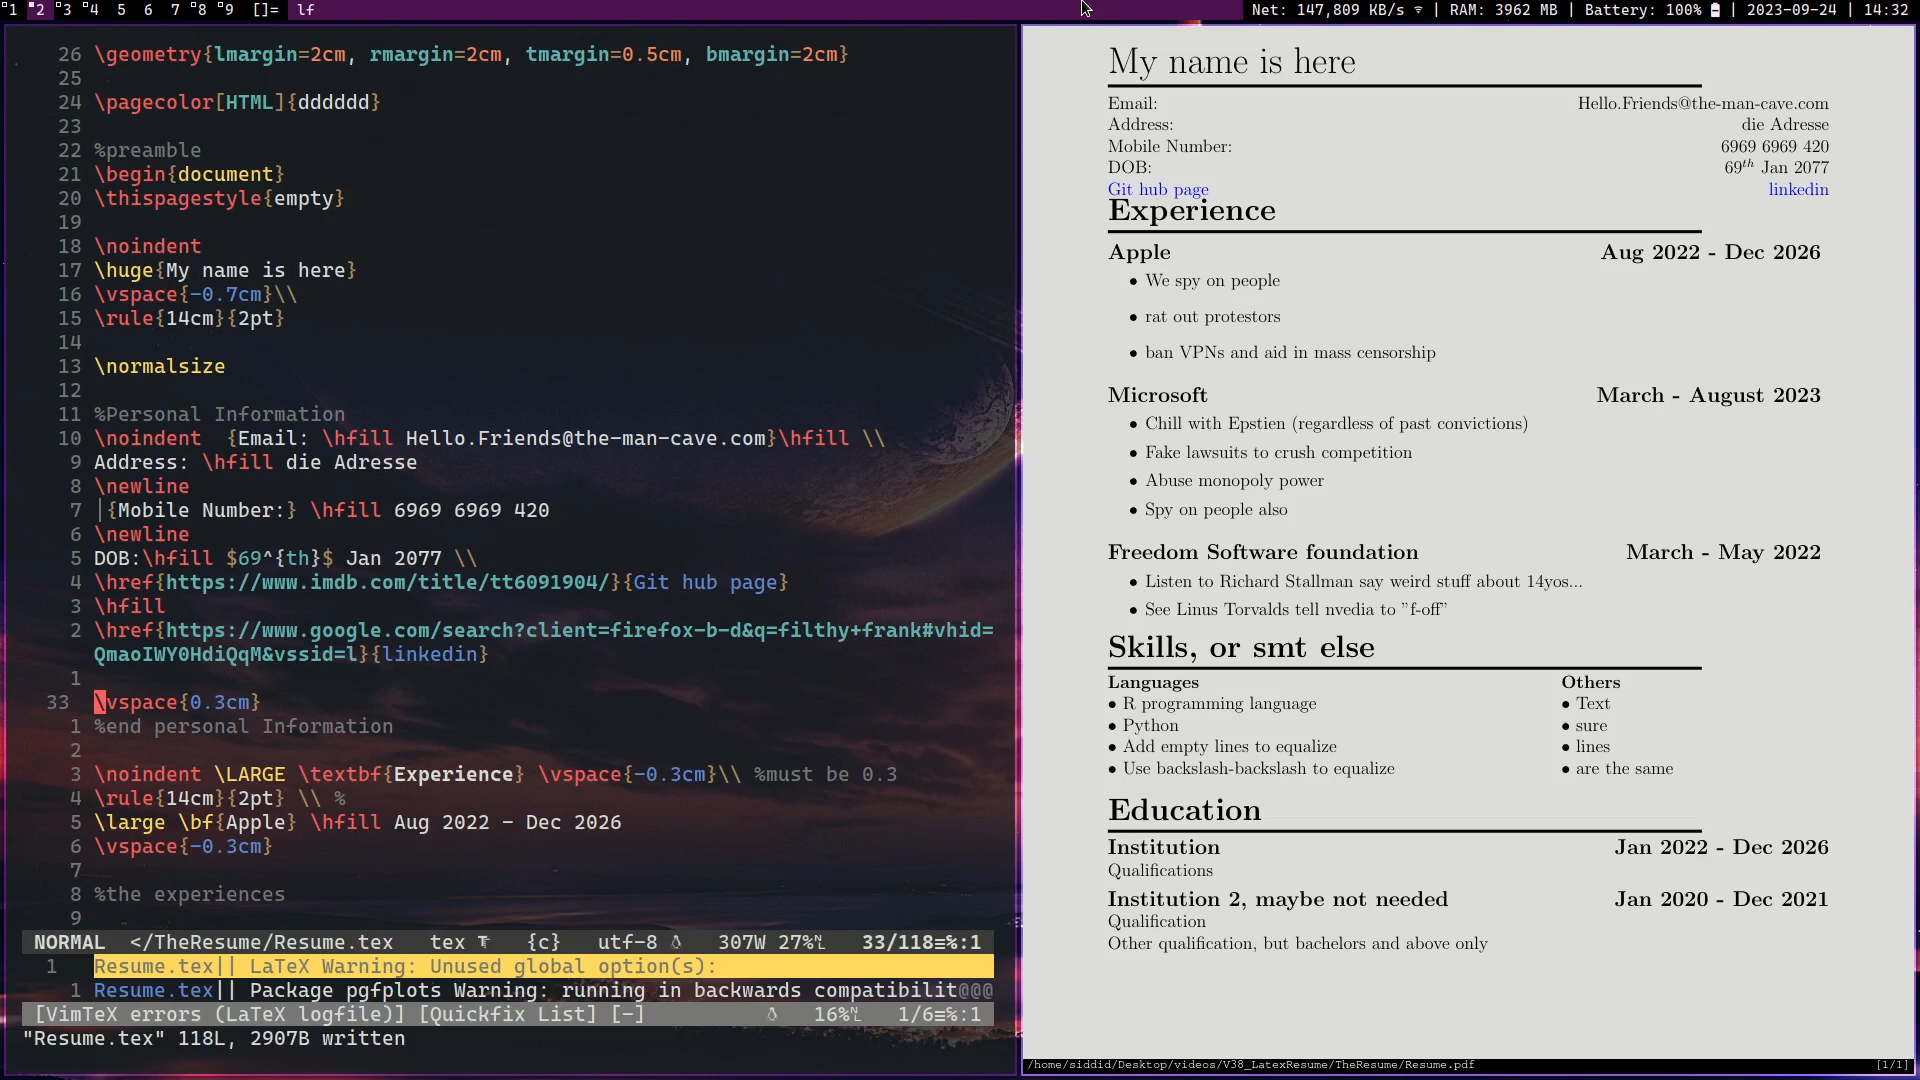 1 2 3 4 5 6 7 8 9 []= lf
Net: 147,809 KB/s | RAM: 3962 MB | Battery: 100% | 2023-09-24 | 14:32
26 \geometry{lmargin=2cm, rmargin=2cm, tmargin=0.5cm, bmargin=2cm}
25
24 \pagecolor[HTML]{dddddd}
23
22 %preamble
21 \begin{document}
20 \thispagestyle{empty}
19
18 \noindent
17 \huge{My name is here}
16 \vspace{-0.7cm}\\
15 \rule{14cm}{2pt}
14
13 \normalsize
12
11 %Personal Information
10 \noindent  {Email: \hfill Hello.Friends@the-man-cave.com}\hfill \\
9 Address: \hfill die Adresse
8 \newline
7 |{Mobile Number:} \hfill 6969 6969 420
6 \newline
5 DOB:\hfill $69^{th}$ Jan 2077 \\
4 \href{https://www.imdb.com/title/tt6091904/}{Git hub page}
3 \hfill
2 \href{https://www.google.com/search?client=firefox-b-d&q=filthy+frank#vhid=
QmaoIWY0HdiQqM&vssid=l}{linkedin}
1
33 \vspace{0.3cm}
1 %end personal Information
2
3 \noindent \LARGE \textbf{Experience} \vspace{-0.3cm}\\ %must be 0.3
4 \rule{14cm}{2pt} \\ %
5 \large \bf{Apple} \hfill Aug 2022 - Dec 2026
6 \vspace{-0.3cm}
7
8 %the experiences
9
NORMAL </TheResume/Resume.tex tex {c} utf-8 307W 27% 33/118≡%:1
1 Resume.tex|| LaTeX Warning: Unused global option(s):
1 Resume.tex|| Package pgfplots Warning: running in backwards compatibilit@@@
[VimTeX errors (LaTeX logfile)] [Quickfix List] [-] 16% 1/6≡%:1
"Resume.tex" 118L, 2907B written
My name is here
Email: Hello.Friends@the-man-cave.com
Address: die Adresse
Mobile Number: 6969 6969 420
DOB: 69th Jan 2077
Git hub page linkedin
Experience
Apple Aug 2022 - Dec 2026
• We spy on people
• rat out protestors
• ban VPNs and aid in mass censorship
Microsoft March - August 2023
• Chill with Epstien (regardless of past convictions)
• Fake lawsuits to crush competition
• Abuse monopoly power
• Spy on people also
Freedom Software foundation March - May 2022
• Listen to Richard Stallman say weird stuff about 14yos...
• See Linus Torvalds tell nvedia to ”f-off”
Skills, or smt else
Languages Others
• R programming language • Text
• Python • sure
• Add empty lines to equalize • lines
• Use backslash-backslash to equalize • are the same
Education
Institution Jan 2022 - Dec 2026
Qualifications
Institution 2, maybe not needed Jan 2020 - Dec 2021
Qualification
Other qualification, but bachelors and above only
/home/siddid/Desktop/videos/V38_LatexResume/TheResume/Resume.pdf [1/1]